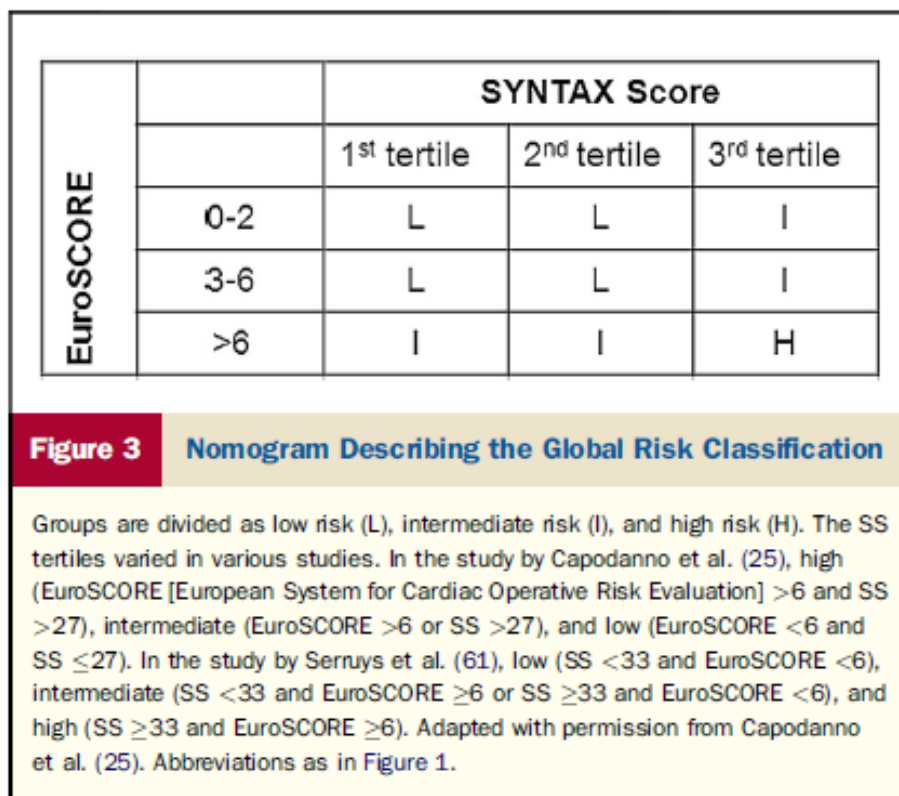 SYNTAX Score
EuroSCORE
1st tertile 2nd tertile 3rd tertile
0-2 L L I
3-6 L L I
>6 I I H
Figure 3 Nomogram Describing the Global Risk Classification
Groups are divided as low risk (L), intermediate risk (I), and high risk (H). The SS
tertiles varied in various studies. In the study by Capodanno et al. (25), high
(EuroSCORE [European System for Cardiac Operative Risk Evaluation] >6 and SS
>27), intermediate (EuroSCORE >6 or SS >27), and low (EuroSCORE <6 and
SS ≤27). In the study by Serruys et al. (61), low (SS <33 and EuroSCORE <6),
intermediate (SS <33 and EuroSCORE ≥6 or SS ≥33 and EuroSCORE <6), and
high (SS ≥33 and EuroSCORE ≥6). Adapted with permission from Capodanno
et al. (25). Abbreviations as in Figure 1.